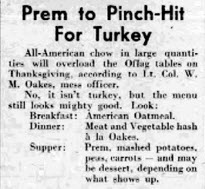 Prem to Pinch-Hit
For Turkey
All-American chow in large quanti-
ties will overload the Oflag tables on
Thanksgiving, according to Lt. Col. W.
M. Oakes, mess officer.
No, it isn't turkey, but the menu
still looks mighty good. Look:
Breakfast: American Oatmeal.
Dinner: Meat and Vegetable hash
à la Oakes.
Supper: Prem, mashed potatoes,
peas, carrots — and may
be dessert, depending on
what shows up.